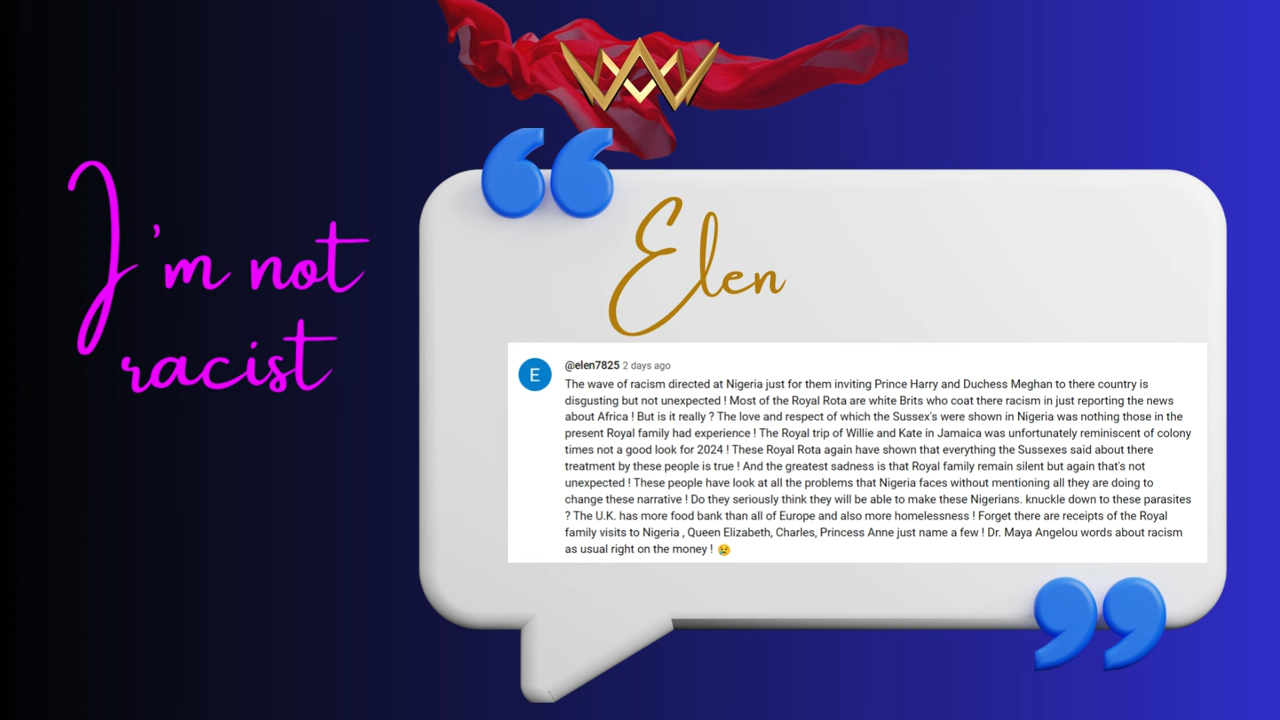 I'm not
racist
Elen
E
@elen7825 2 days ago
The wave of racism directed at Nigeria just for them inviting Prince Harry and Duchess Meghan to there country is
disgusting but not unexpected ! Most of the Royal Rota are white Brits who coat there racism in just reporting the news
about Africa ! But is it really ? The love and respect of which the Sussex's were shown in Nigeria was nothing those in the
present Royal family had experience ! The Royal trip of Willie and Kate in Jamaica was unfortunately reminiscent of colony
times not a good look for 2024 ! These Royal Rota again have shown that everything the Sussexes said about there
treatment by these people is true ! And the greatest sadness is that Royal family remain silent but again that's not
unexpected ! These people have look at all the problems that Nigeria faces without mentioning all they are doing to
change these narrative ! Do they seriously think they will be able to make these Nigerians. knuckle down to these parasites
? The U.K. has more food bank than all of Europe and also more homelessness ! Forget there are receipts of the Royal
family visits to Nigeria , Queen Elizabeth, Charles, Princess Anne just name a few ! Dr. Maya Angelou words about racism
as usual right on the money ! 😢